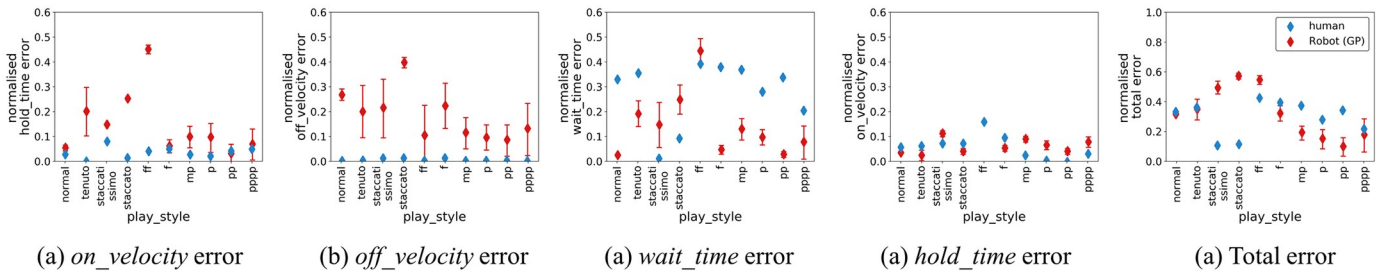 0.6
0.5
0.4
0.3
0.2
0.1
0.0
normalised
hold_time error
normal
tenuto
staccati
ssimo
staccato
ff
f
mp
p
pp
pppp
play_style
(a) on_velocity error
0.6
0.5
0.4
0.3
0.2
0.1
0.0
normalised
off_velocity error
normal
tenuto
staccati
ssimo
staccato
ff
f
mp
p
pp
pppp
play_style
(b) off_velocity error
0.6
0.5
0.4
0.3
0.2
0.1
0.0
normalised
wait_time error
normal
tenuto
staccati
ssimo
staccato
ff
f
mp
p
pp
pppp
play_style
(a) wait_time error
0.6
0.5
0.4
0.3
0.2
0.1
0.0
normalised
on_velocity error
normal
tenuto
staccati
ssimo
staccato
ff
f
mp
p
pp
pppp
play_style
(a) hold_time error
1.0
0.8
0.6
0.4
0.2
0.0
normalised
total error
human
Robot (GP)
normal
tenuto
staccati
ssimo
staccato
ff
f
mp
p
pp
pppp
play_style
(a) Total error